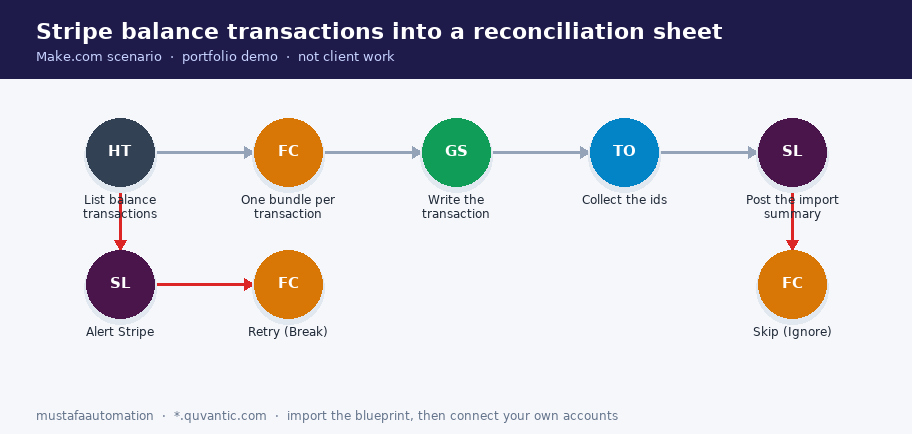 Stripe balance transactions into a reconciliation sheet
Make.com scenario · portfolio demo · not client work
HT
FC
GS
TO
SL
List balance
transactions
One bundle per
transaction
Write the
transaction
Collect the ids
Post the import
summary
SL
FC
FC
Alert Stripe
Retry (Break)
Skip (Ignore)
mustafaautomation · *.quvantic.com · import the blueprint, then connect your own accounts